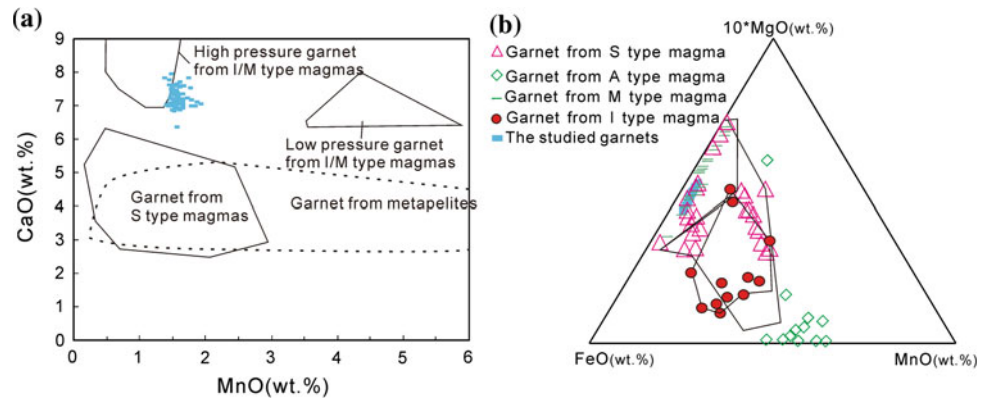 (a)
9
8
7
6
5
4
3
2
1
0
CaO(wt.%)
High pressure garnet
from I/M type magmas
Low pressure garnet
from I/M type magmas
Garnet from
S type magmas
Garnet from metapelites
0
1
2
3
4
5
6
MnO(wt.%)
(b)
10*MgO(wt.%)
Garnet from S type magma
Garnet from A type magma
Garnet from M type magma
Garnet from I type magma
The studied garnets
FeO(wt.%)
MnO(wt.%)